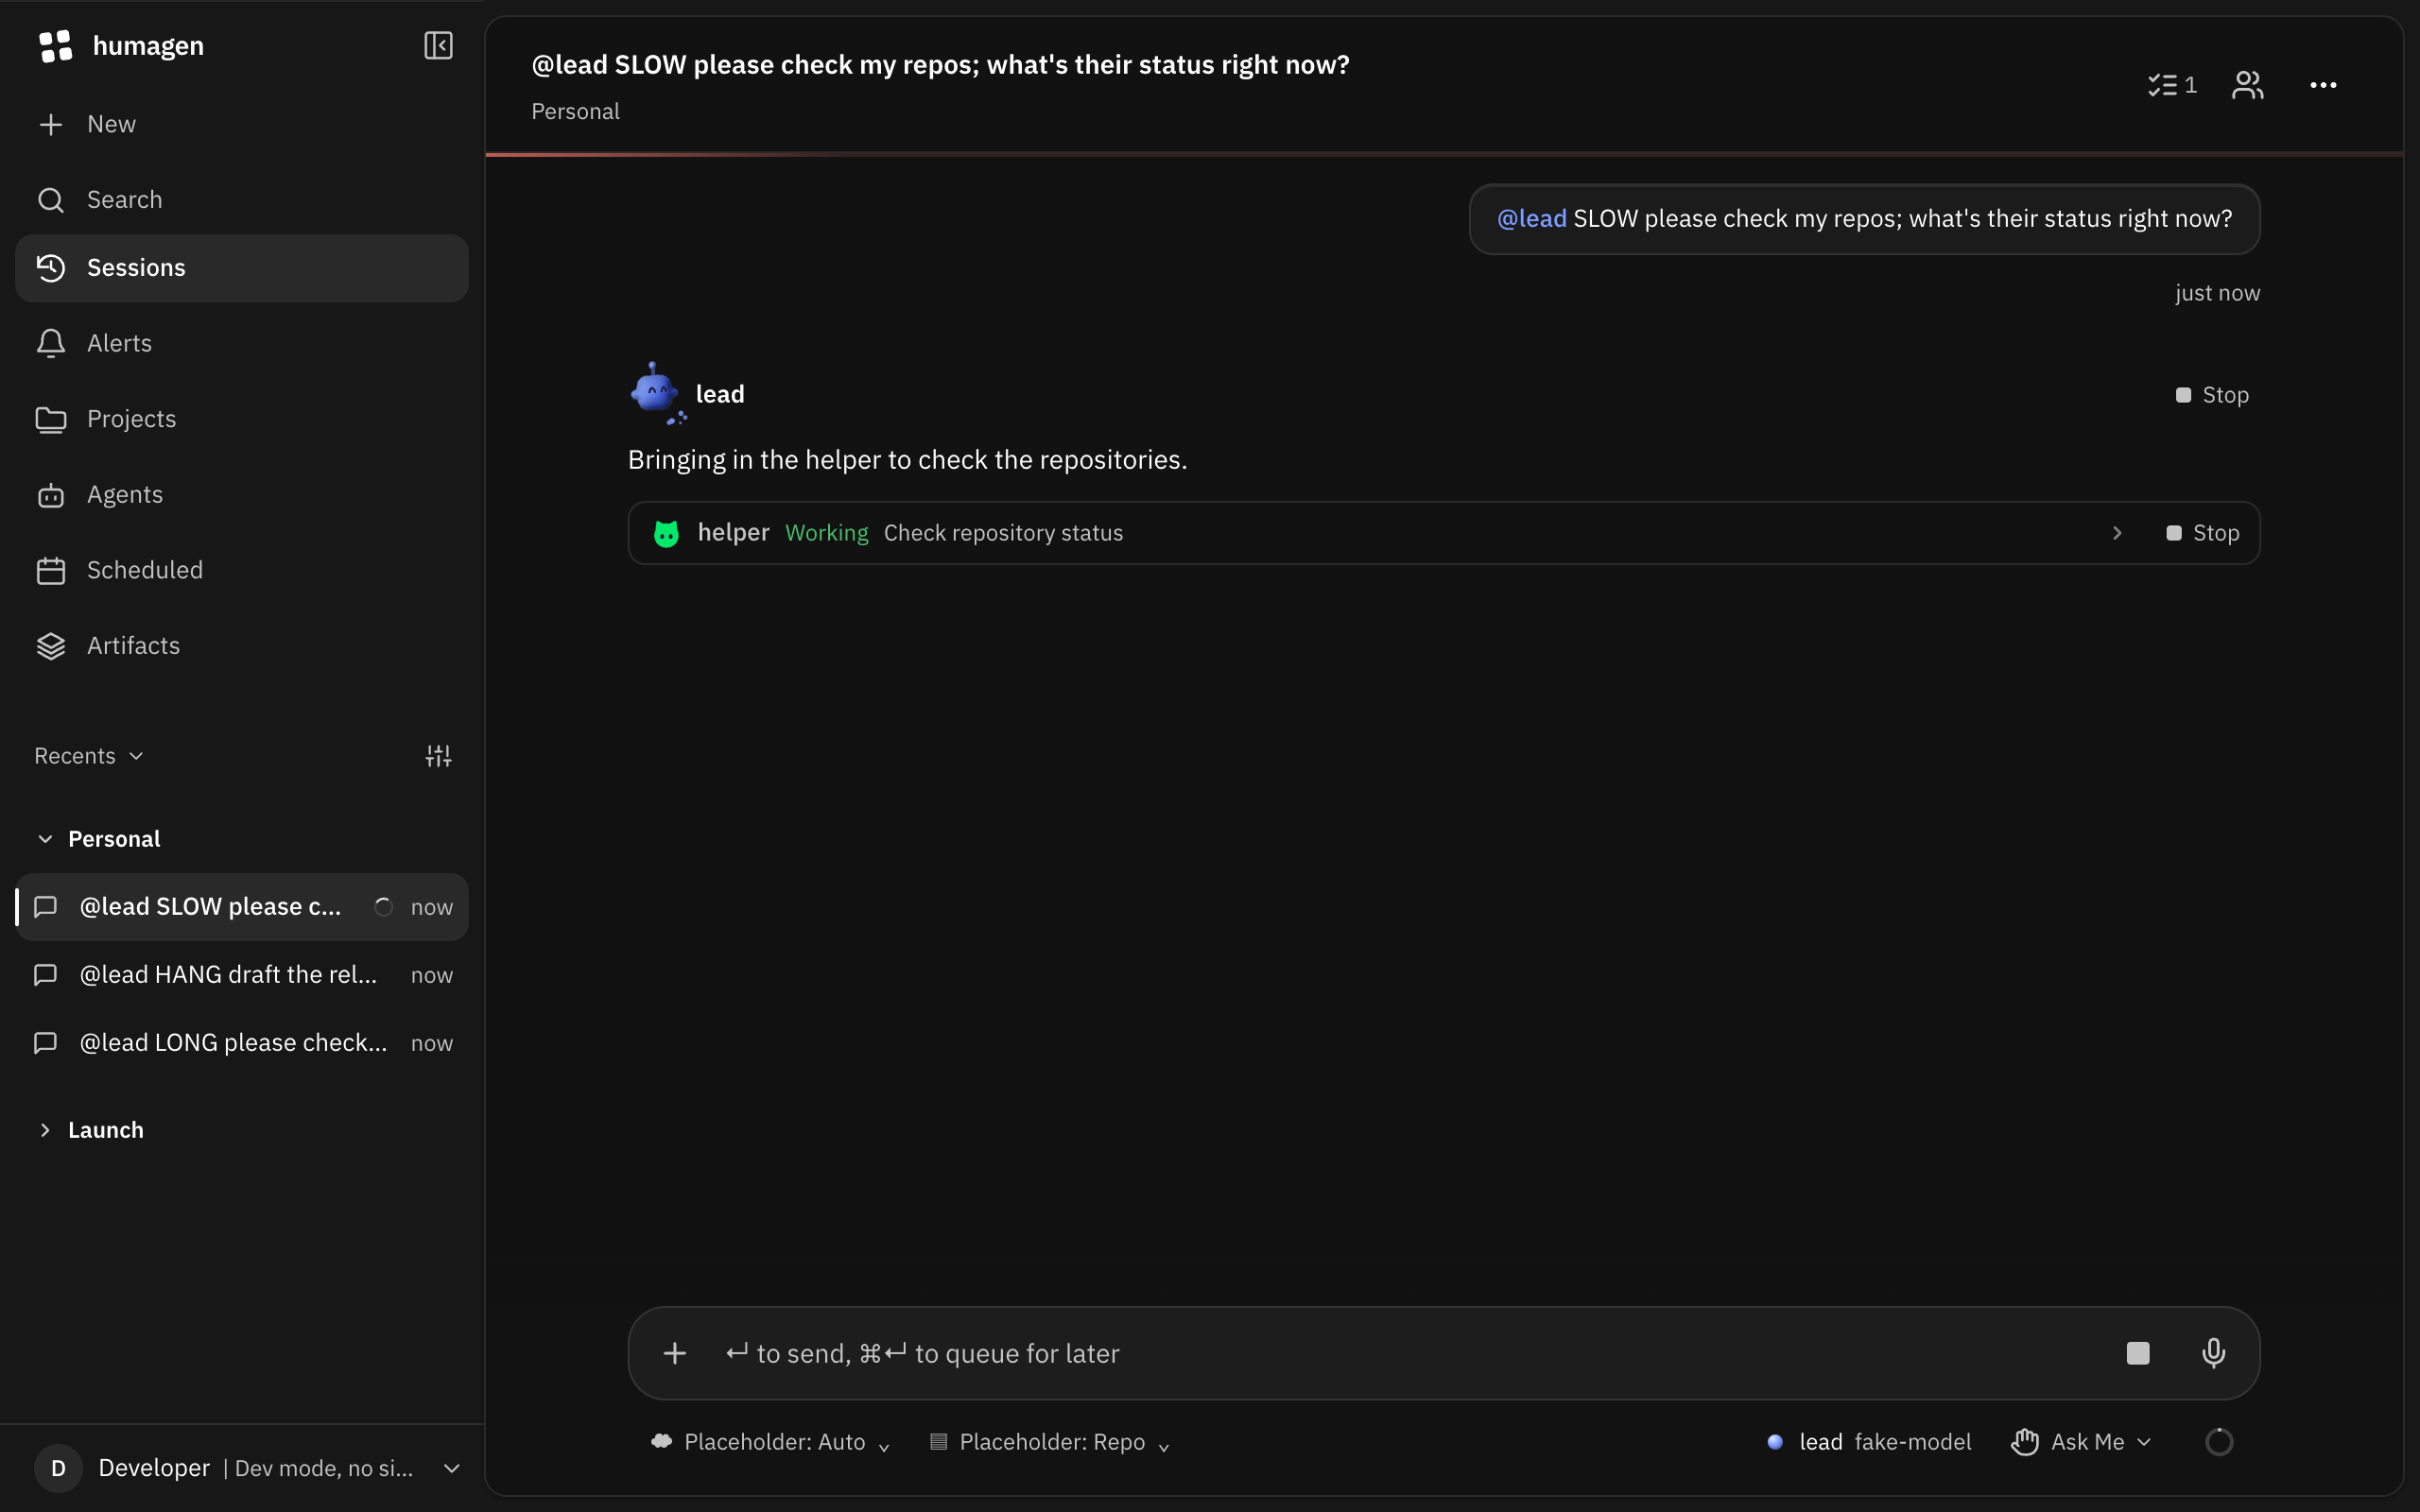 humagen
New
Search
Sessions
Alerts
Projects
Agents
Scheduled
Artifacts
Recents
Personal
@lead SLOW please c... now
@lead HANG draft the rel... now
@lead LONG please check... now
Launch
D Developer | Dev mode, no si...
@lead SLOW please check my repos; what's their status right now?
Personal
1
@lead SLOW please check my repos; what's their status right now?
just now
lead
Stop
Bringing in the helper to check the repositories.
helper Working Check repository status
Stop
↵ to send, ⌘↵ to queue for later
Placeholder: Auto
Placeholder: Repo
lead fake-model
Ask Me